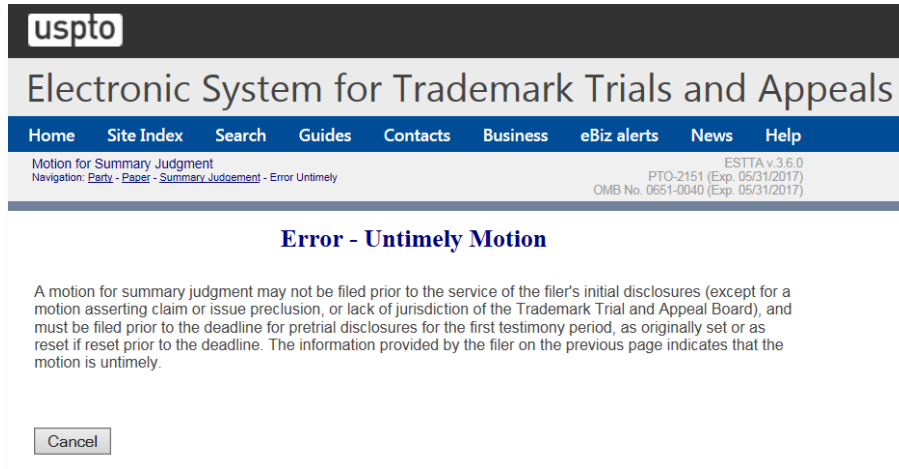 uspto
Electronic System for Trademark Trials and Appeals
Home Site Index Search Guides Contacts Business eBiz alerts News Help
Motion for Summary Judgment
Navigation: Party - Paper - Summary Judgement - Error Untimely
ESTTA v.3.6.0
PTO-2151 (Exp. 05/31/2017)
OMB No. 0651-0040 (Exp. 05/31/2017)
Error - Untimely Motion
A motion for summary judgment may not be filed prior to the service of the filer's initial disclosures (except for a
motion asserting claim or issue preclusion, or lack of jurisdiction of the Trademark Trial and Appeal Board), and
must be filed prior to the deadline for pretrial disclosures for the first testimony period, as originally set or as
reset if reset prior to the deadline. The information provided by the filer on the previous page indicates that the
motion is untimely.
Cancel